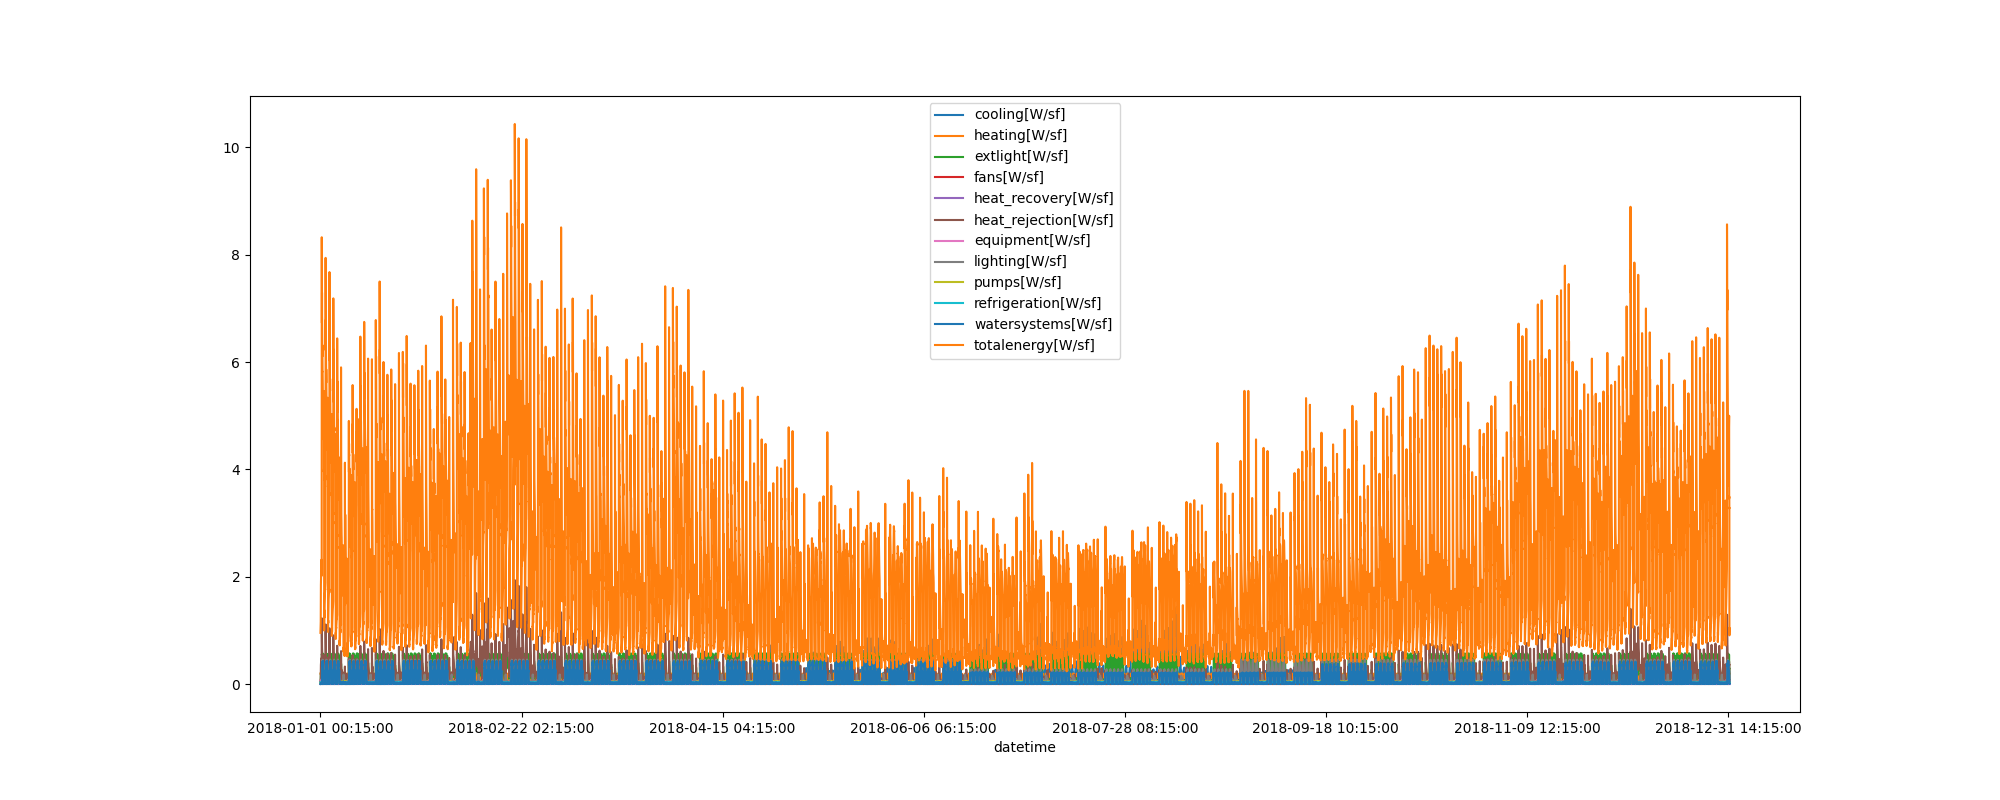 cooling[W/sf]
heating[W/sf]
extlight[W/sf]
fans[W/sf]
heat_recovery[W/sf]
heat_rejection[W/sf]
equipment[W/sf]
lighting[W/sf]
pumps[W/sf]
refrigeration[W/sf]
watersystems[W/sf]
totalenergy[W/sf]
10
8
6
4
2
0
2018-01-01 00:15:00 2018-02-22 02:15:00 2018-04-15 04:15:00 2018-06-06 06:15:00 2018-07-28 08:15:00 2018-09-18 10:15:00 2018-11-09 12:15:00 2018-12-31 14:15:00
datetime